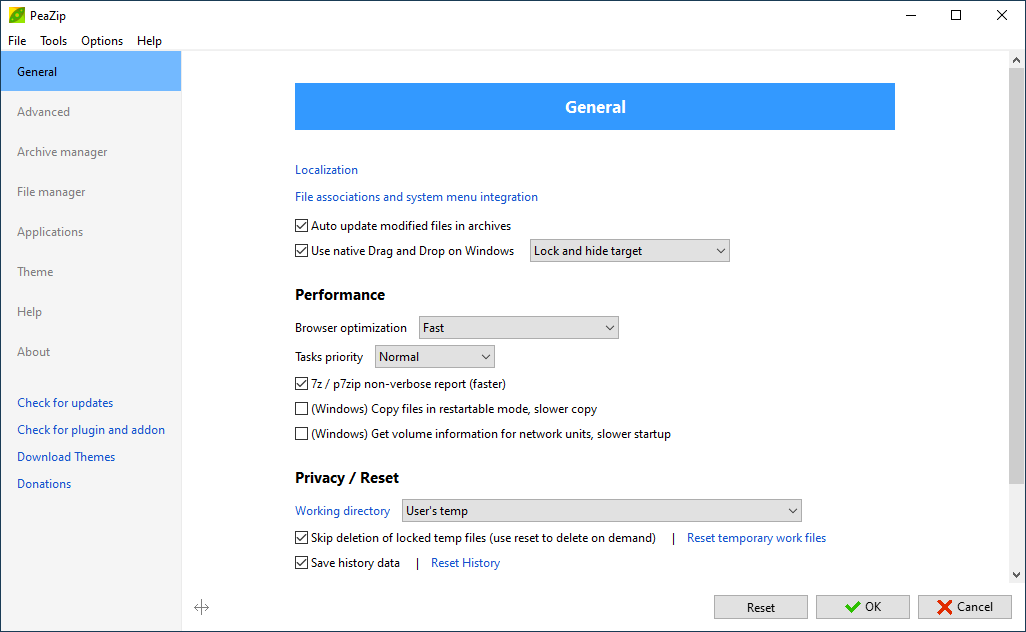 PeaZip
File Tools Options Help
General
Advanced
Archive manager
File manager
Applications
Theme
Help
About
Check for updates
Check for plugin and addon
Download Themes
Donations
General
Localization
File associations and system menu integration
Auto update modified files in archives
Use native Drag and Drop on Windows Lock and hide target
Performance
Browser optimization Fast
Tasks priority Normal
7z / p7zip non-verbose report (faster)
(Windows) Copy files in restartable mode, slower copy
(Windows) Get volume information for network units, slower startup
Privacy / Reset
Working directory User's temp
Skip deletion of locked temp files (use reset to delete on demand) | Reset temporary work files
Save history data | Reset History
Reset OK Cancel